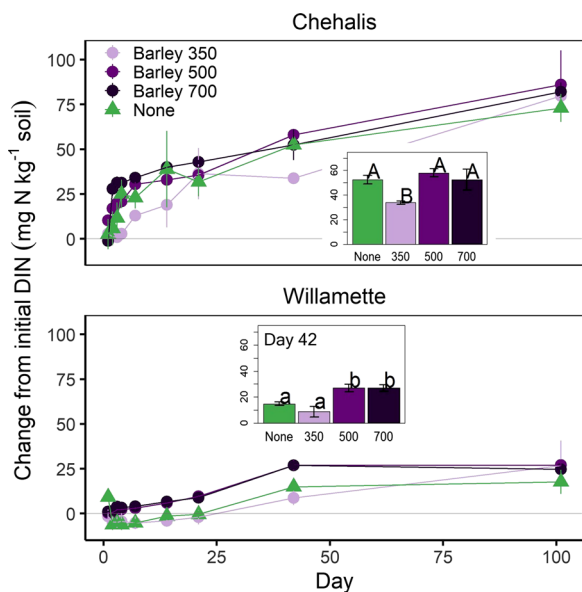 Chehalis
Change from initial DIN (mg N kg⁻¹ soil)
100
75
50
25
0
Barley 350
Barley 500
Barley 700
None
60
40
20
0
A
B
A
A
None 350 500 700
Willamette
100
75
50
25
0
Day 42
60
40
20
0
a
a
b
b
None 350 500 700
0 25 50 75 100
Day